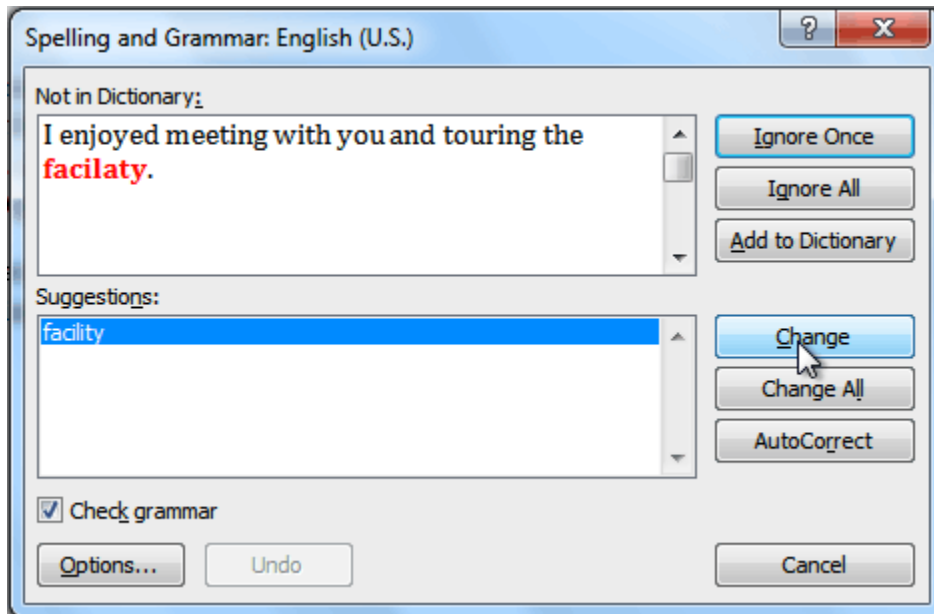 Spelling and Grammar: English (U.S.)
Not in Dictionary:
I enjoyed meeting with you and touring the
facilaty.
Ignore Once
Ignore All
Add to Dictionary
Suggestions:
facility
Change
Change All
AutoCorrect
Check grammar
Options...
Undo
Cancel